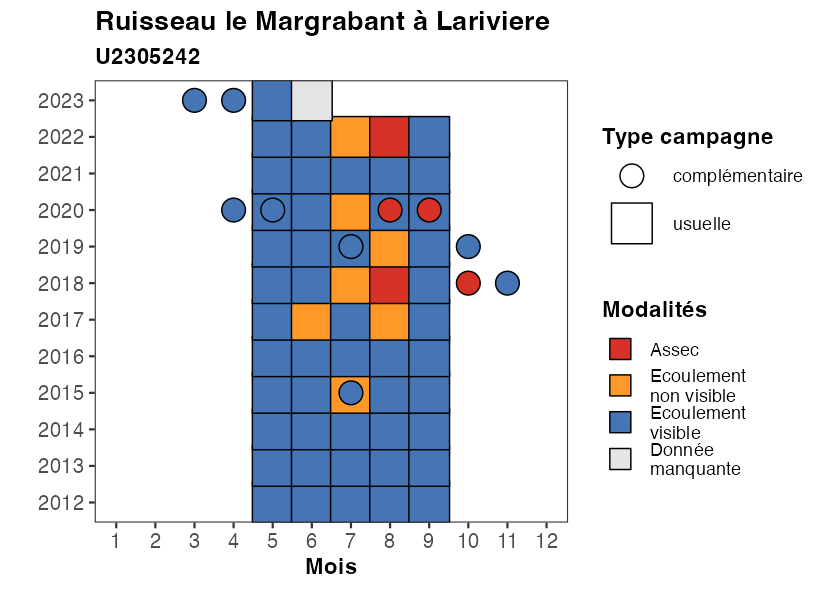 Ruisseau le Margrabant à Lariviere
U2305242
2023
2022
2021
2020
2019
2018
2017
2016
2015
2014
2013
2012
1 2 3 4 5 6 7 8 9 10 11 12
Mois
Type campagne
complémentaire
usuelle
Modalités
Assec
Ecoulement
non visible
Ecoulement
visible
Donnée
manquante